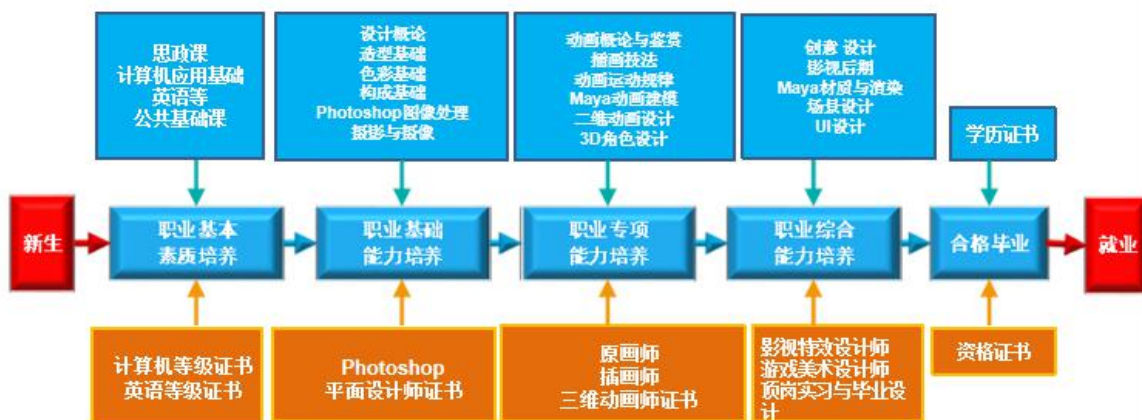 思政课
计算机应用基础
英语等
公共基础课
设计概论
造型基础
色彩基础
构成基础
Photoshop图像处理
摄影与摄像
动画概论与鉴赏
插画技法
动画运动规律
Maya动画建模
二维动画设计
3D角色设计
创意 设计
影视后期
Maya材质与渲染
场景设计
UI设计
学历证书
新生
职业基本
素质培养
职业基础
能力培养
职业专项
能力培养
职业综合
能力培养
合格毕业
就业
计算机等级证书
英语等级证书
Photoshop
平面设计师证书
原画师
插画师
三维动画师证书
影视特效设计师
游戏美术设计师
顶岗实习与毕业设
计
资格证书